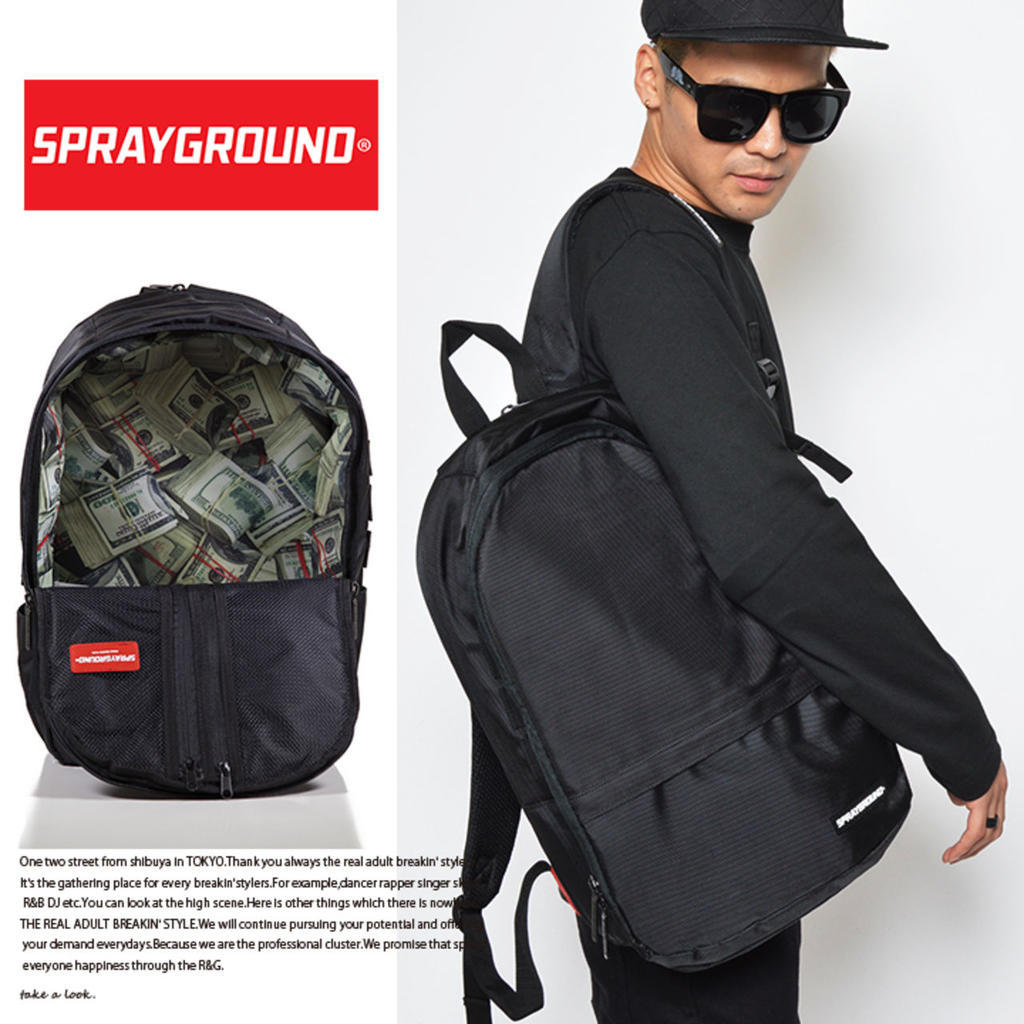 SPRAYGROUND®
SPRAYGROUND
SPRAYGROUND
One two street from shibuya in TOKYO.Thank you always the real adult breakin' style
It's the gathering place for every breakin'stylers.For example,dancer rapper singer
R&B DJ etc.You can look at the high scene.Here is other things which there is now
THE REAL ADULT BREAKIN' STYLE.We will continue pursuing your potential and
your demand everydays.Because we are the professional cluster.We promise that
everyone happiness through the R&G.
take a look.